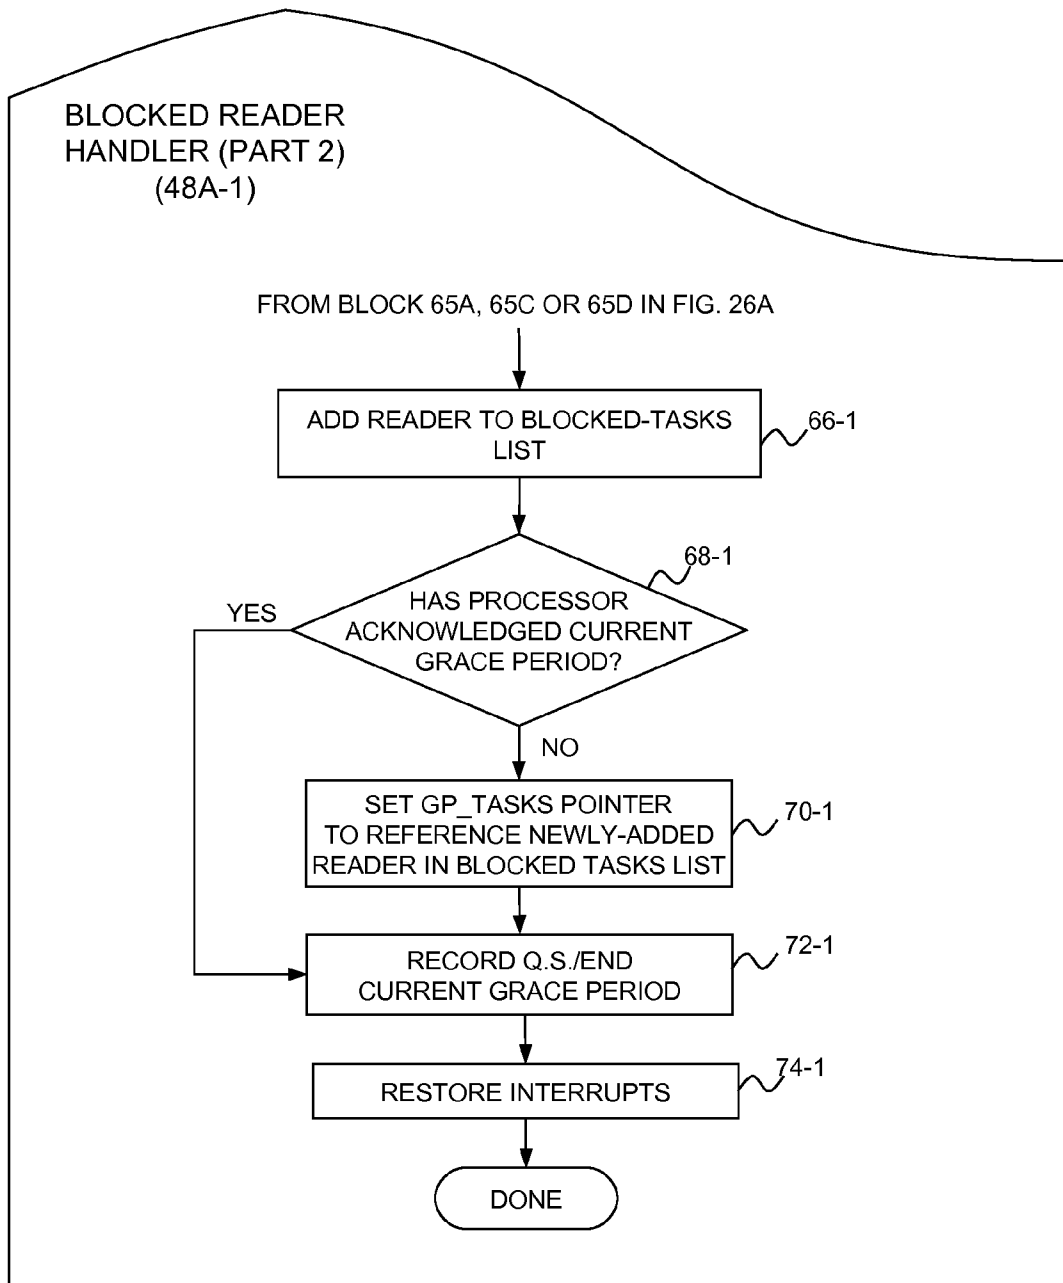 BLOCKED READER
HANDLER (PART 2)
(48A-1)
FROM BLOCK 65A, 65C OR 65D IN FIG. 26A
ADD READER TO BLOCKED-TASKS
LIST
66-1
68-1
HAS PROCESSOR
ACKNOWLEDGED CURRENT
GRACE PERIOD?
YES
NO
SET GP_TASKS POINTER
TO REFERENCE NEWLY-ADDED
READER IN BLOCKED TASKS LIST
70-1
RECORD Q.S./END
CURRENT GRACE PERIOD
72-1
RESTORE INTERRUPTS
74-1
DONE